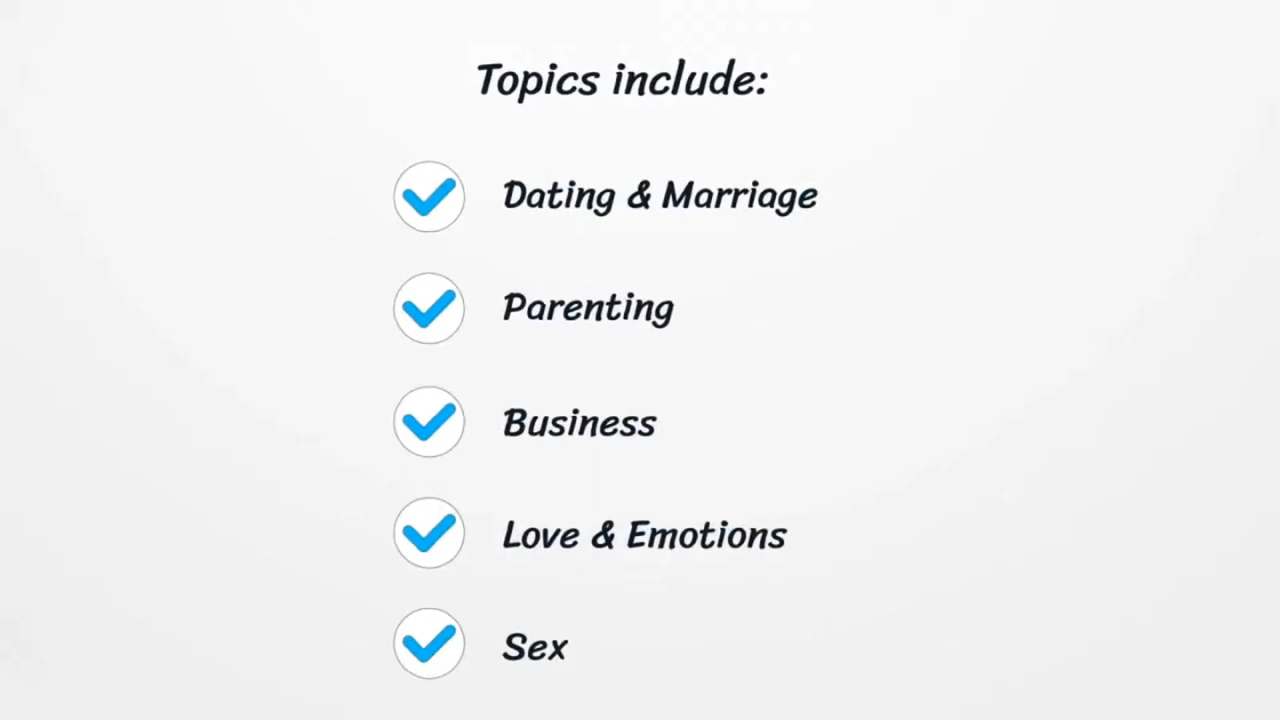 Topics include:
Dating & Marriage
Parenting
Business
Love & Emotions
Sex